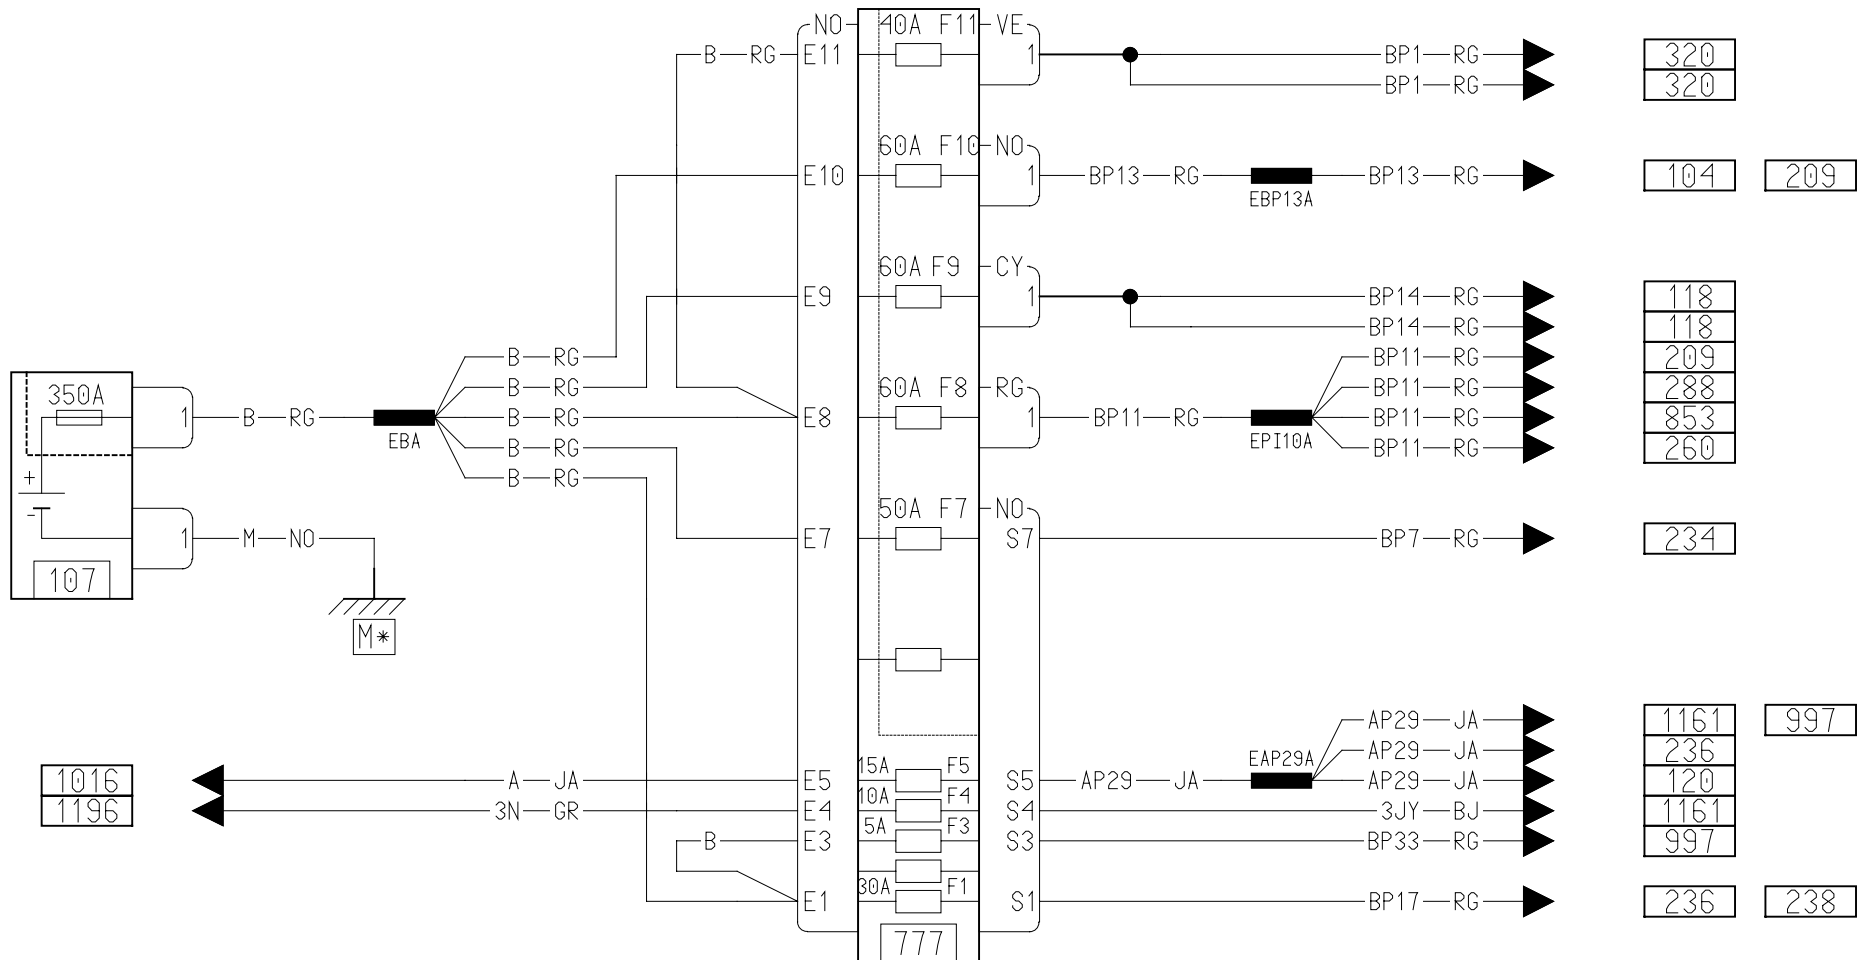 NO 40A F11 VE
B RG E11 1 BP1 RG 320
BP1 RG 320
60A F10 NO
E10 1 BP13 RG BP13 RG 104 209
EBP13A
60A F9 CY
E9 1 BP14 RG 118
BP14 RG 118
B RG BP11 RG 209
350A B RG 60A F8 RG BP11 RG 288
1 B RG B RG E8 1 BP11 RG BP11 RG 853
EBA EPI10A
B RG BP11 RG 260
+ B RG
- 50A F7 NO
1 M NO E7 S7 BP7 RG 234
107
M*
AP29 JA 1161 997
AP29 JA 236
15A F5 EAP29A
1016 A JA E5 S5 AP29 JA AP29 JA 120
10A F4
1196 3N GR E4 S4 3JY BJ 1161
5A F3
B E3 S3 BP33 RG 997
30A F1
E1 S1 BP17 RG 236 238
777